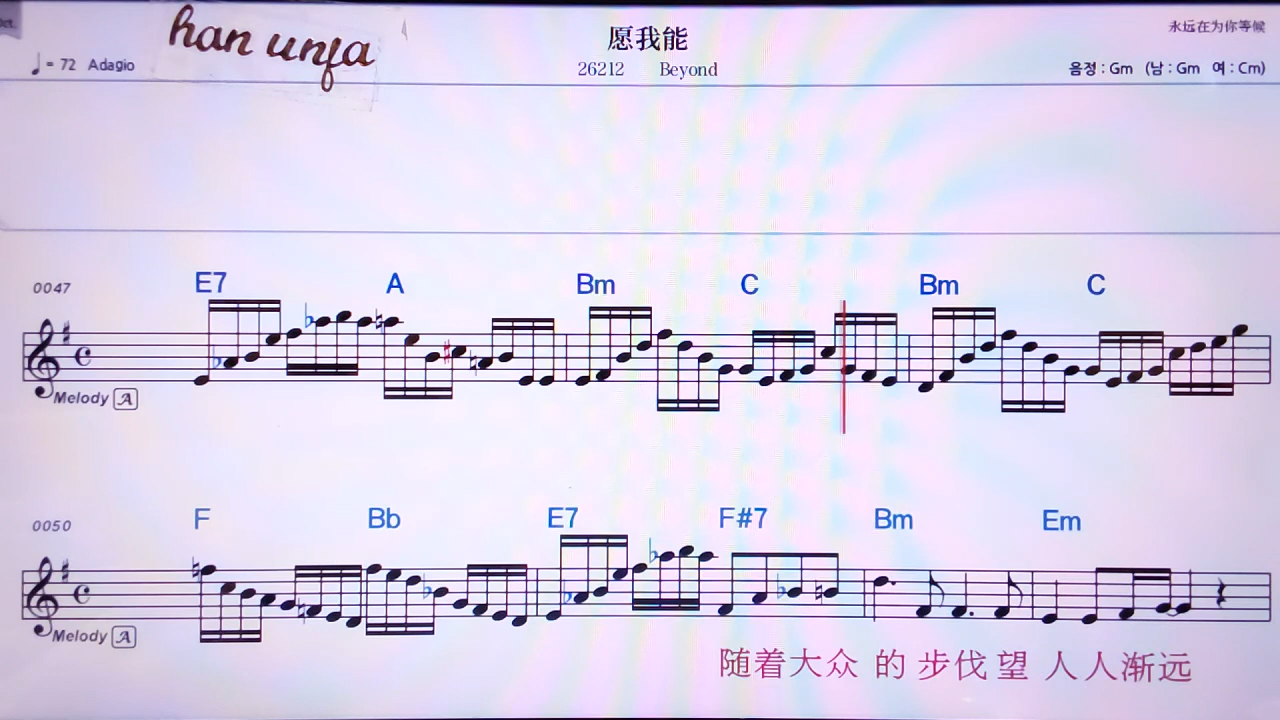 han unfa
愿我能
永远在为你等候
♩= 72 Adagio
26212 Beyond
음정 : Gm (남 : Gm 여 : Cm)
0047
E7 A Bm C Bm C
Melody A
0050
F Bb E7 F#7 Bm Em
Melody A
随着大众 的 步伐 望 人人渐远